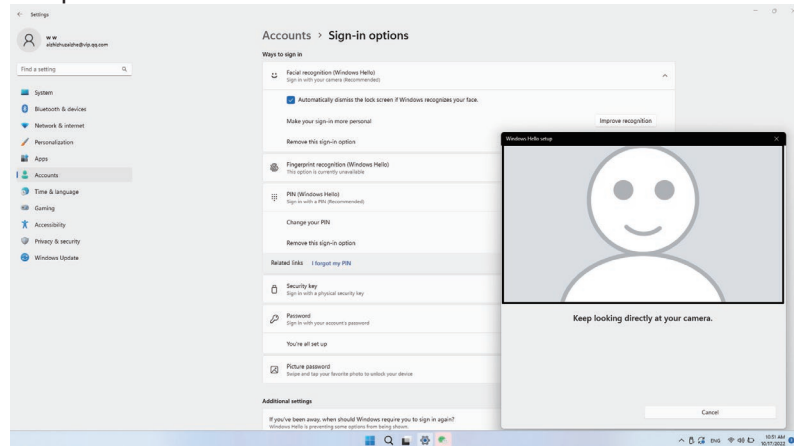 Settings
w w
aizhizhuaizhe@vip.qq.com
Find a setting
System
Bluetooth & devices
Network & internet
Personalization
Apps
Accounts
Time & language
Gaming
Accessibility
Privacy & security
Windows Update
Accounts > Sign-in options
Ways to sign in
Facial recognition (Windows Hello)
Sign in with your camera (Recommended)
Automatically dismiss the lock screen if Windows recognizes your face.
Make your sign-in more personal
Improve recognition
Remove this sign-in option
Fingerprint recognition (Windows Hello)
This option is currently unavailable
PIN (Windows Hello)
Sign in with a PIN (Recommended)
Change your PIN
Remove this sign-in option
Related links I forgot my PIN
Security key
Sign in with a physical security key
Password
Sign in with your account's password
You're all set up
Picture password
Swipe and tap your favorite photo to unlock your device
Additional settings
If you've been away, when should Windows require you to sign in again?
Windows Hello is preventing some options from being shown.
Windows Hello setup
Keep looking directly at your camera.
Cancel
ENG
10:51 AM
10/17/2022